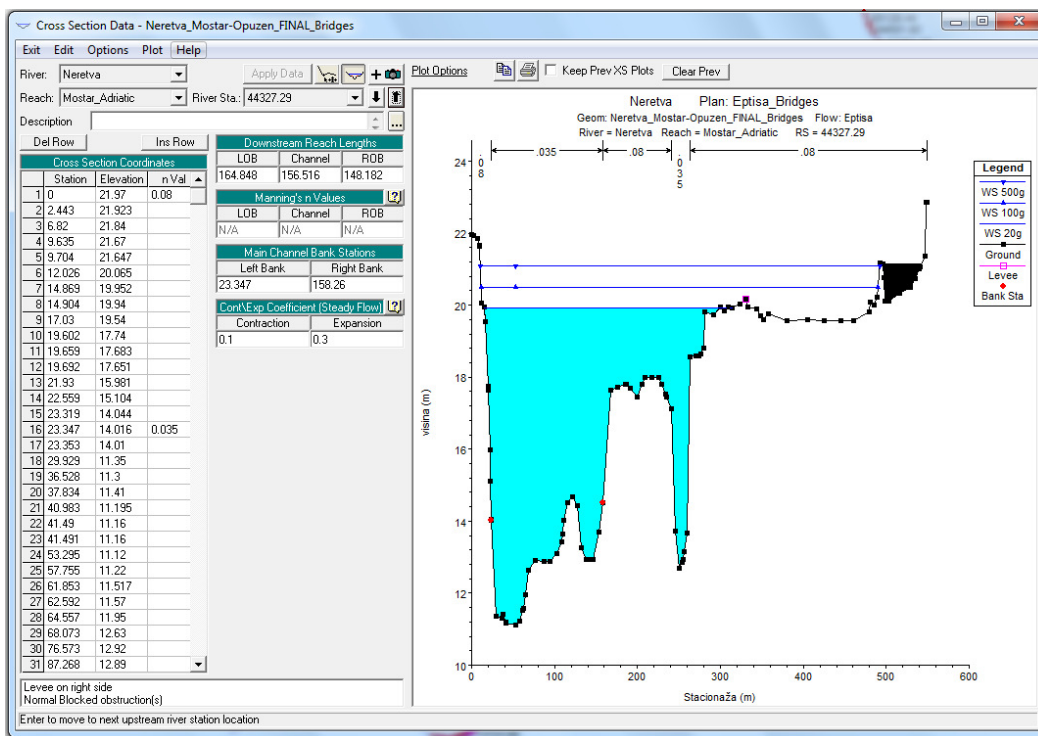 Cross Section Data - Neretva_Mostar-Opuzen_FINAL_Bridges
Exit Edit Options Plot Help
River: Neretva Apply Data Plot Options Keep Prev XS Plots Clear Prev
Reach: Mostar_Adriatic River Sta.: 44327.29
Description ...
Del Row Ins Row
Cross Section Coordinates
Station Elevation n Val
1 0 21.97 0.08
2 2.443 21.923
3 6.82 21.84
4 9.635 21.67
5 9.704 21.647
6 12.026 20.065
7 14.869 19.952
8 14.904 19.94
9 17.03 19.54
10 19.602 17.74
11 19.659 17.683
12 19.692 17.651
13 21.93 15.981
14 22.559 15.104
15 23.319 14.044
16 23.347 14.016 0.035
17 23.353 14.01
18 29.929 11.35
19 36.528 11.3
20 37.834 11.41
21 40.983 11.195
22 41.49 11.16
23 41.491 11.16
24 53.295 11.12
25 57.755 11.22
26 61.853 11.517
27 62.592 11.57
28 64.557 11.95
29 68.073 12.63
30 76.573 12.92
31 87.268 12.89
Downstream Reach Lengths
LOB Channel ROB
164.848 156.516 148.182
Manning's n Values
LOB Channel ROB
N/A N/A N/A
Main Channel Bank Stations
Left Bank Right Bank
23.347 158.26
Cont\Exp Coefficient (Steady Flow)
Contraction Expansion
0.1 0.3
Levee on right side
Normal Blocked obstruction(s)
Enter to move to next upstream river station location
Neretva Plan: Eptisa_Bridges
Geom: Neretva_Mostar-Opuzen_FINAL_Bridges Flow: Eptisa
River = Neretva Reach = Mostar_Adriatic RS = 44327.29
.08 .035 .08 .035 .08
24
22
20
18
16
14
12
10
visina (m)
0 100 200 300 400 500 600
Stacionaža (m)
Legend
WS 500g
WS 100g
WS 20g
Ground
Levee
Bank Sta